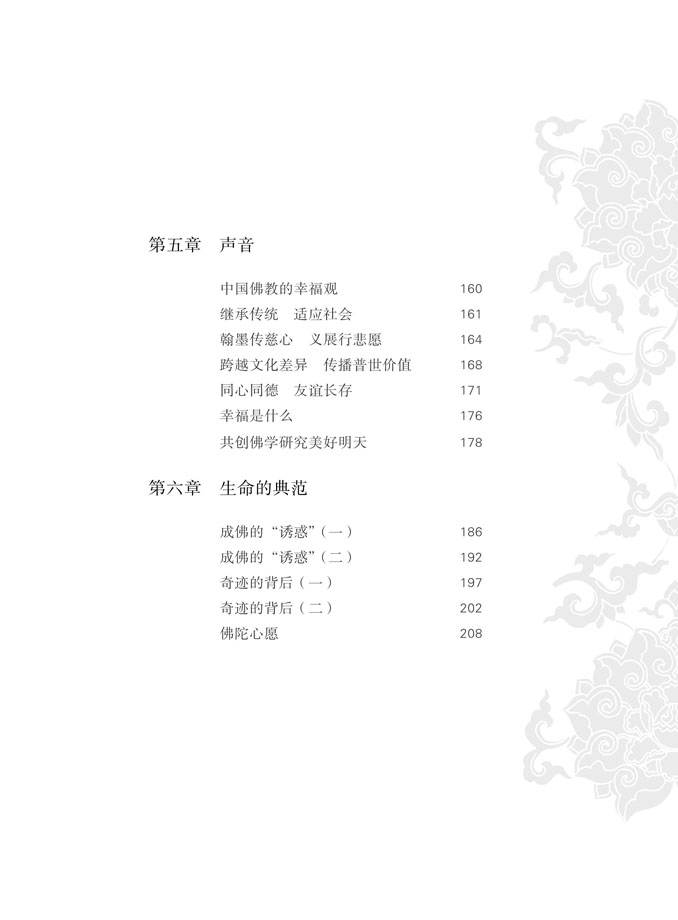 第五章　声音
中国佛教的幸福观 160
继承传统　适应社会 161
翰墨传慈心　义展行悲愿 164
跨越文化差异　传播普世价值 168
同心同德　友谊长存 171
幸福是什么 176
共创佛学研究美好明天 178
第六章　生命的典范
成佛的“诱惑”（一） 186
成佛的“诱惑”（二） 192
奇迹的背后（一） 197
奇迹的背后（二） 202
佛陀心愿 208